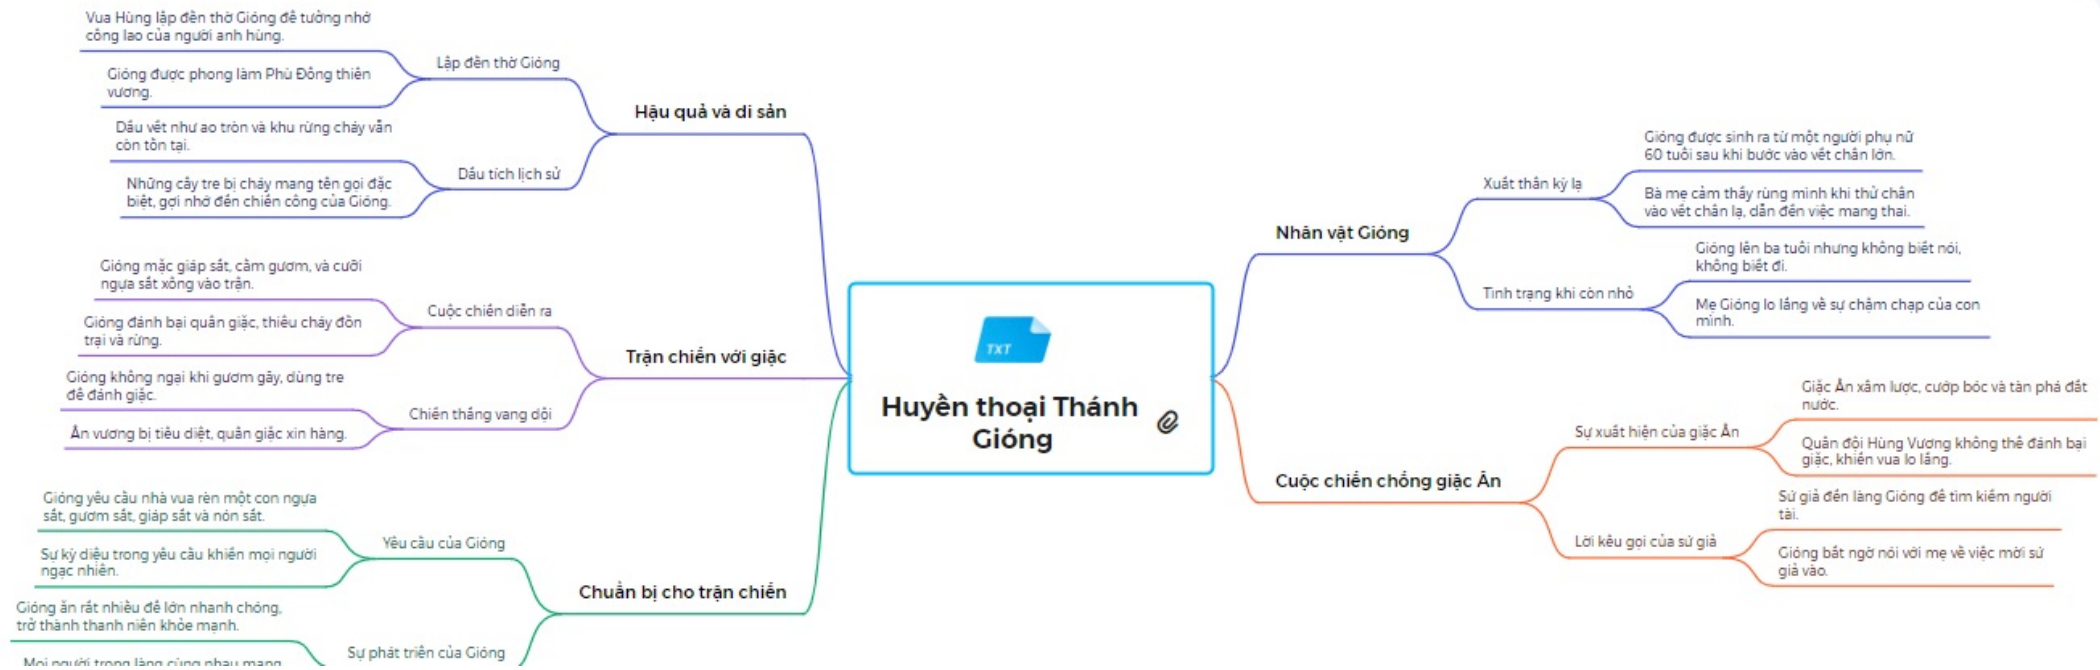 Vua Hùng lập đền thờ Gióng để tưởng nhớ
công lao của người anh hùng.
Gióng được phong làm Phù Đổng thiên
vương.
Lập đền thờ Gióng
Dấu vết như ao tròn và khu rừng cháy vẫn
còn tồn tại.
Những cây tre bị cháy mang tên gọi đặc
biệt, gợi nhớ đến chiến công của Gióng.
Dấu tích lịch sử
Hậu quả và di sản
Gióng mặc giáp sắt, cầm gươm, và cưỡi
ngựa sắt xông vào trận.
Gióng đánh bại quân giặc, thiêu cháy đồn
trại và rừng.
Cuộc chiến diễn ra
Gióng không ngại khi gươm gãy, dùng tre
để đánh giặc.
Ân vương bị tiêu diệt, quân giặc xin hàng.
Chiến thắng vang dội
Trận chiến với giặc
Gióng yêu cầu nhà vua rèn một con ngựa
sắt, gươm sắt, giáp sắt và nón sắt.
Sự kỳ diệu trong yêu cầu khiến mọi người
ngạc nhiên.
Yêu cầu của Gióng
Gióng ăn rất nhiều để lớn nhanh chóng,
trở thành thanh niên khỏe mạnh.
Mọi người trong làng cùng nhau mang
Sự phát triển của Gióng
Chuẩn bị cho trận chiến
TXT
Huyền thoại Thánh
Gióng
Nhân vật Gióng
Xuất thân kỳ lạ
Gióng được sinh ra từ một người phụ nữ
60 tuổi sau khi bước vào vết chân lớn.
Bà mẹ cảm thấy rùng mình khi thử chân
vào vết chân lạ, dẫn đến việc mang thai.
Tình trạng khi còn nhỏ
Gióng lên ba tuổi nhưng không biết nói,
không biết đi.
Mẹ Gióng lo lắng về sự chậm chạp của con
mình.
Cuộc chiến chống giặc Ân
Sự xuất hiện của giặc Ân
Giặc Ân xâm lược, cướp bóc và tàn phá đất
nước.
Quân đội Hùng Vương không thể đánh bại
giặc, khiến vua lo lắng.
Lời kêu gọi của sứ giả
Sứ giả đến làng Gióng để tìm kiếm người
tài.
Gióng bất ngờ nói với mẹ về việc mời sứ
giả vào.